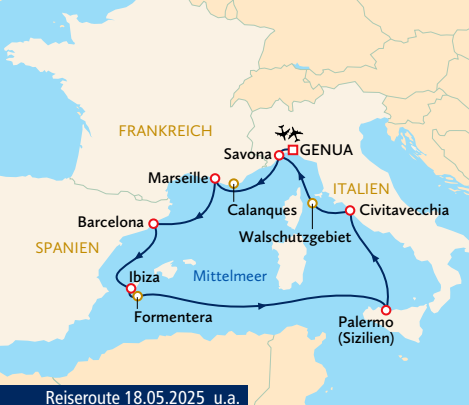 FRANKREICH
Savona
GENUA
Marseille
ITALIEN
Calanques
Civitavecchia
Barcelona
Walschutzgebiet
SPANIEN
Ibiza
Mittelmeer
Formentera
Palermo
(Sizilien)
Reiseroute 18.05.2025 u.a.